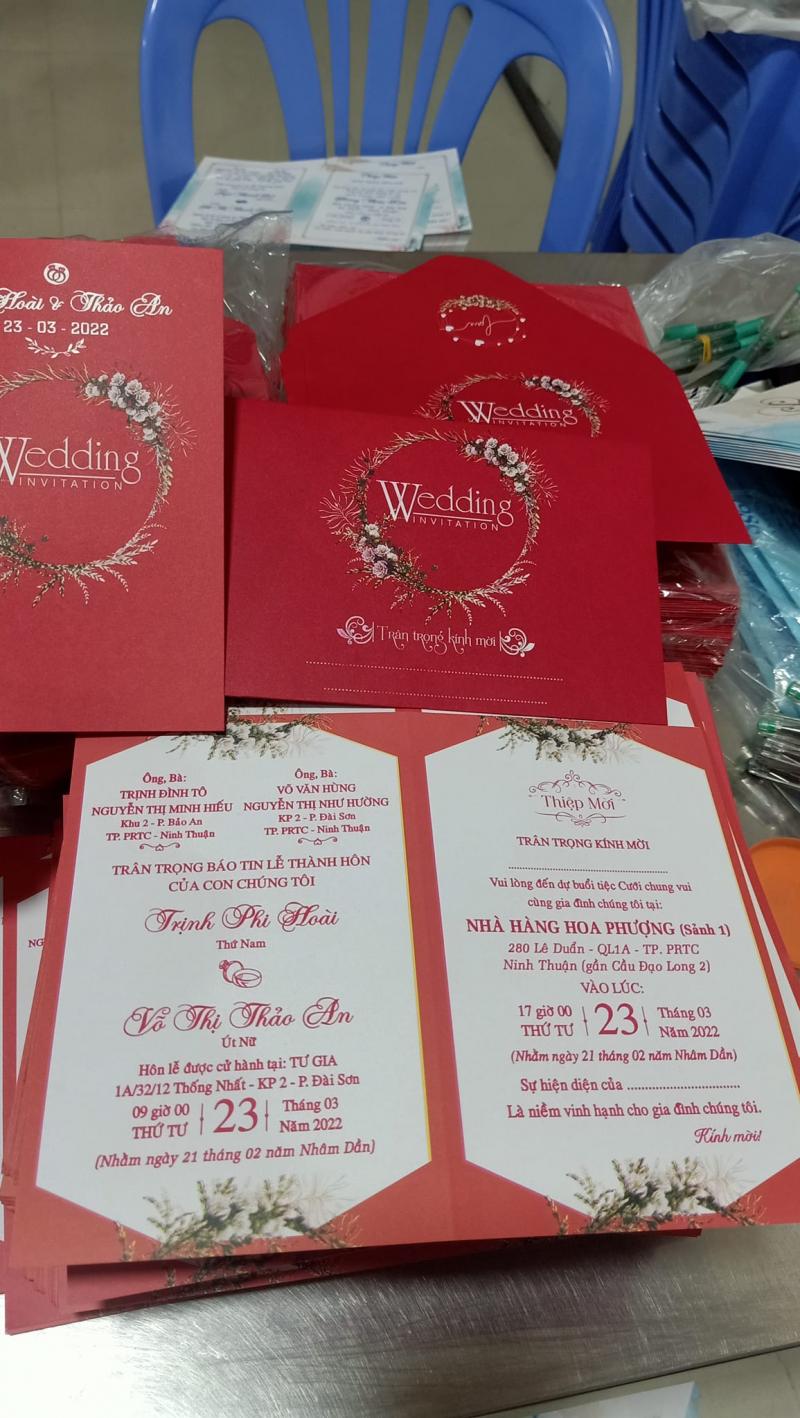 Hoài & Thảo An
23 - 03 - 2022
Wedding
INVITATION
Wedding
INVITATION
Wedding
INVITATION
Trân trọng kính mời
Ông, Bà:
TRỊNH ĐÌNH TÔ
NGUYỄN THỊ MINH HIẾU
Khu 2 - P. Bảo An
TP. PRTC - Ninh Thuận
Ông, Bà:
VÕ VĂN HÙNG
NGUYỄN THỊ NHƯ HƯỜNG
KP 2 - P. Đài Sơn
TP. PRTC - Ninh Thuận
TRÂN TRỌNG BÁO TIN LỄ THÀNH HÔN
CỦA CON CHÚNG TÔI
Trịnh Phi Hoài
Thứ Nam
Võ Thị Thảo An
Út Nữ
Hôn lễ được cử hành tại: TƯ GIA
1A/32/12 Thống Nhất - KP 2 - P. Đài Sơn
09 giờ 00
THỨ TƯ
23
Tháng 03
Năm 2022
(Nhằm ngày 21 tháng 02 năm Nhâm Dần)
Thiệp Mời
TRÂN TRỌNG KÍNH MỜI
Vui lòng đến dự buổi tiệc Cưới chung vui
cùng gia đình chúng tôi tại:
NHÀ HÀNG HOA PHƯỢNG (Sảnh 1)
280 Lê Duẩn - QL1A - TP. PRTC
Ninh Thuận (gần Cầu Đạo Long 2)
VÀO LÚC:
17 giờ 00
THỨ TƯ
23
Tháng 03
Năm 2022
(Nhằm ngày 21 tháng 02 năm Nhâm Dần)
Sự hiện diện của ..............................
Là niềm vinh hạnh cho gia đình chúng tôi.
Kính mời!